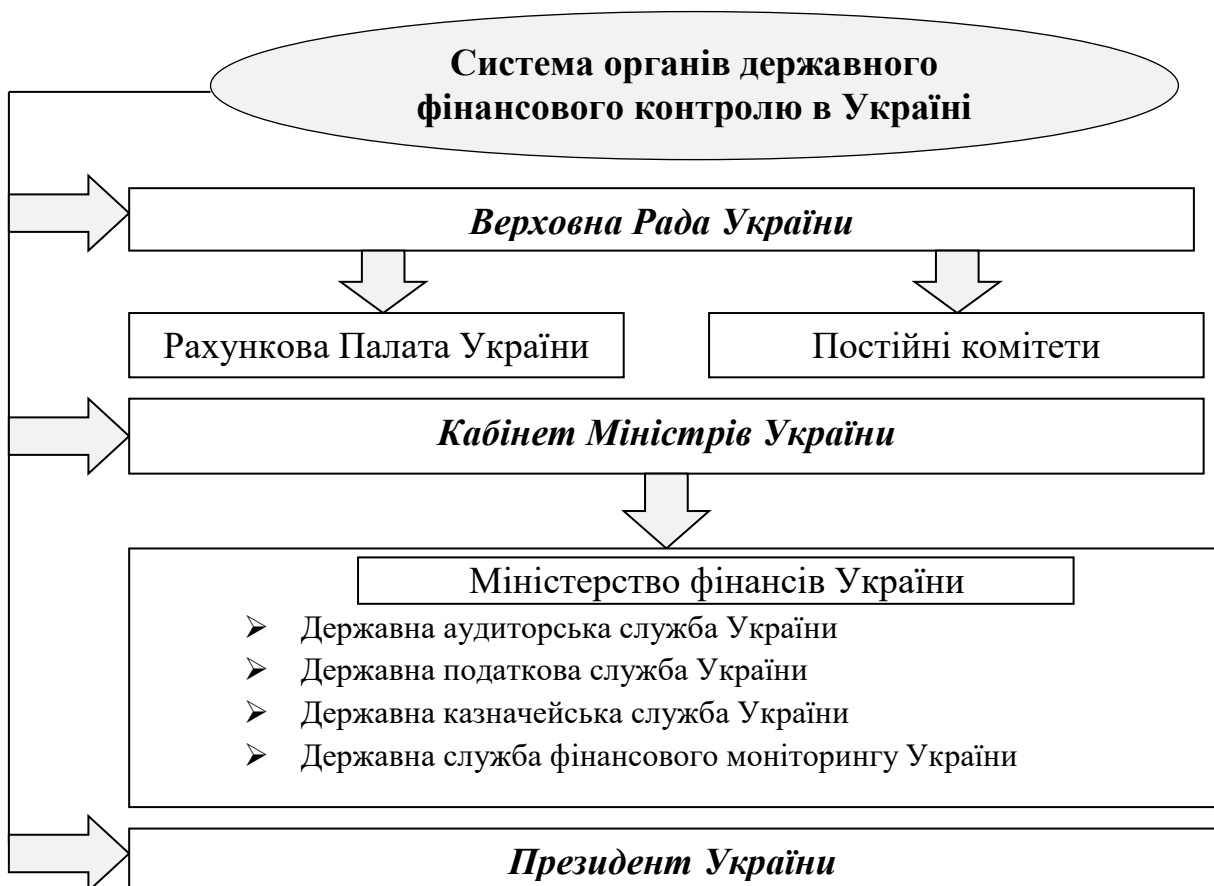 Система органів державного
фінансового контролю в Україні
Верховна Рада України
Рахункова Палата України
Постійні комітети
Кабінет Міністрів України
Міністерство фінансів України
➢ Державна аудиторська служба України
➢ Державна податкова служба України
➢ Державна казначейська служба України
➢ Державна служба фінансового моніторингу України
Президент України